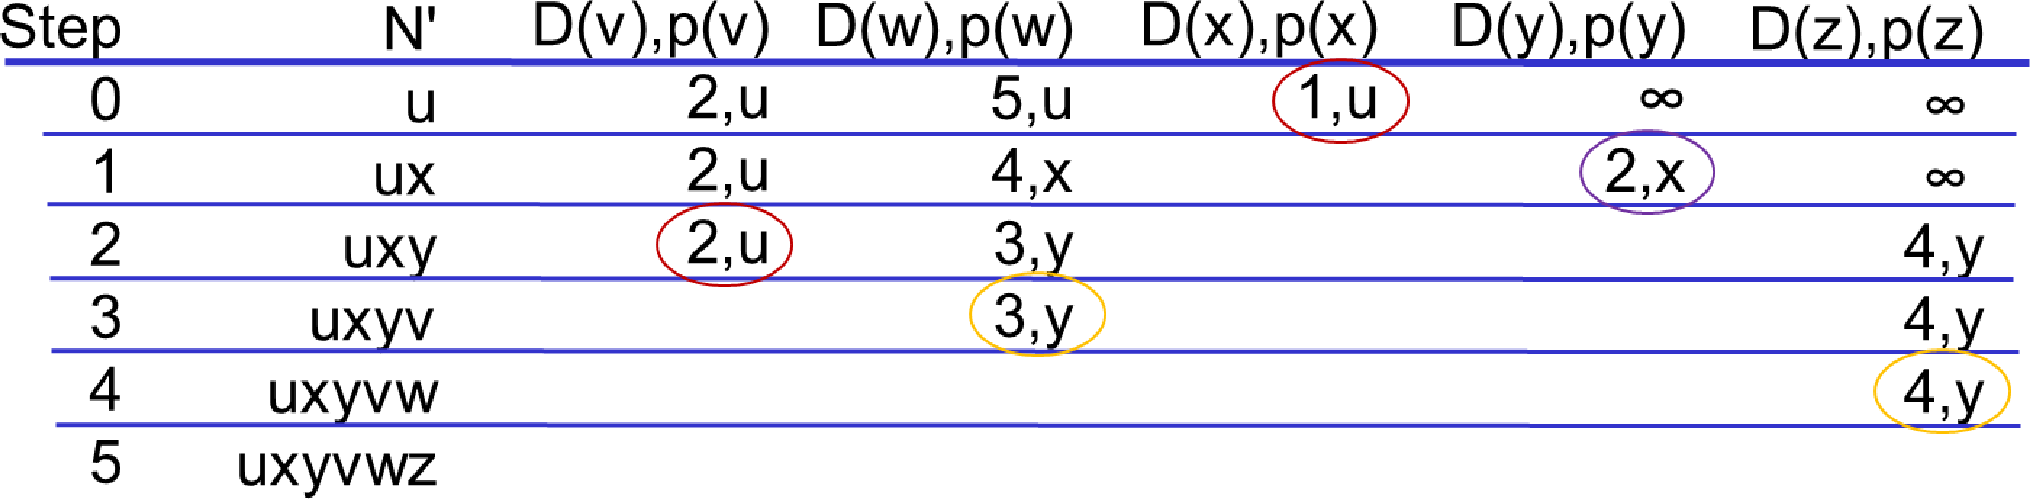 Step N' D(v),p(v) D(w),p(w) D(x),p(x) D(y),p(y) D(z),p(z)
0 u 2,u 5,u 1,u ∞ ∞
1 ux 2,u 4,x 2,x ∞
2 uxy 2,u 3,y 4,y
3 uxyv 3,y 4,y
4 uxyvw 4,y
5 uxyvwz